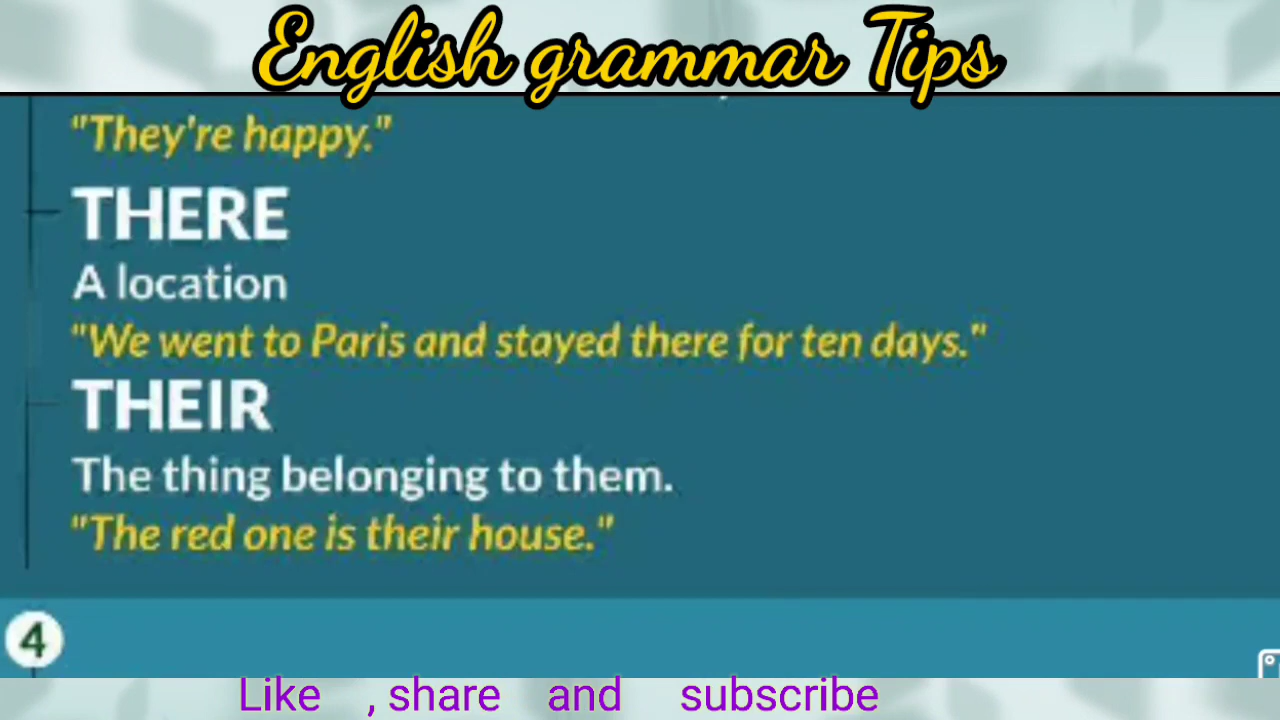 English grammar Tips
"They're happy."
THERE
A location
"We went to Paris and stayed there for ten days."
THEIR
The thing belonging to them.
"The red one is their house."
4
Like , share and subscribe